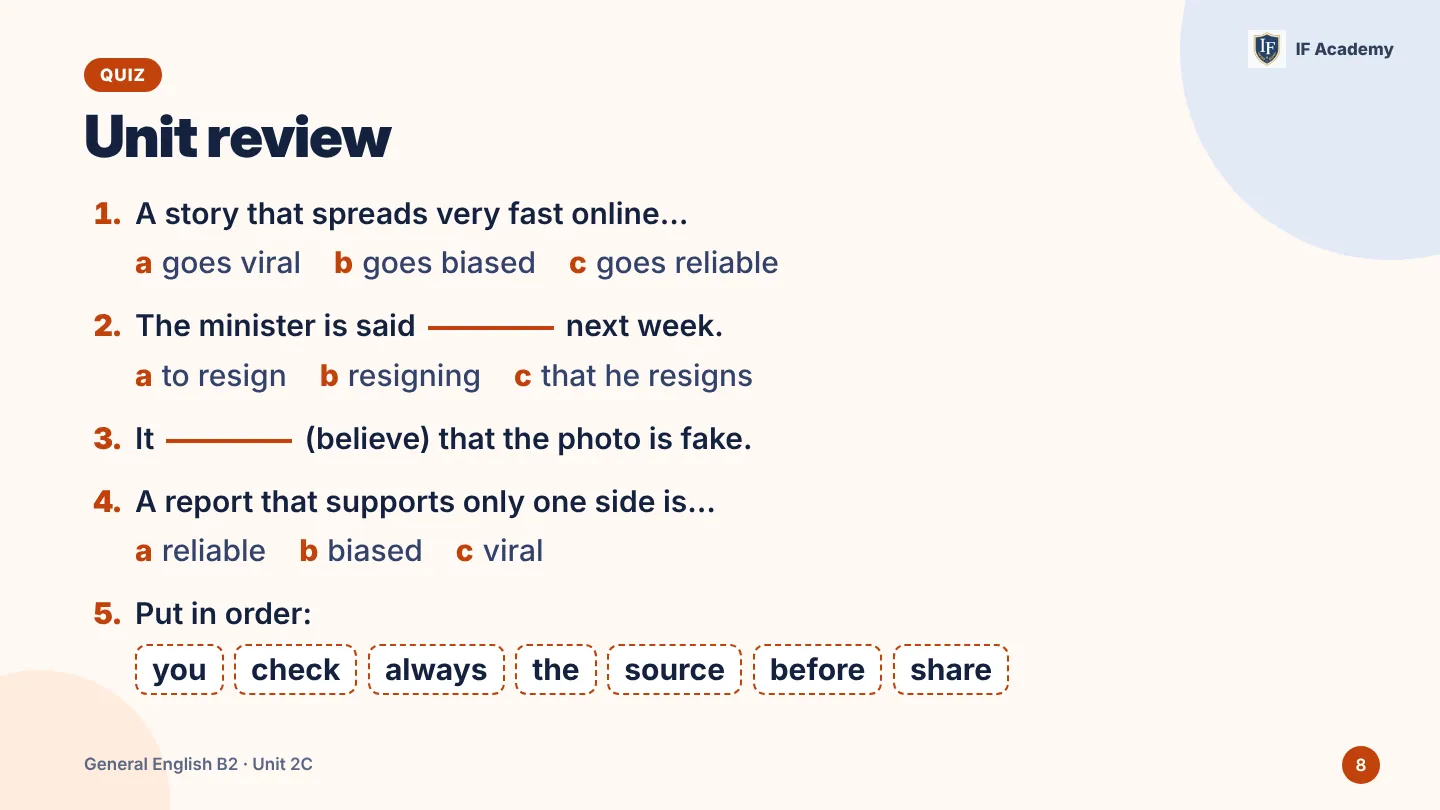 IF IF Academy
QUIZ
Unit review
1. A story that spreads very fast online...
a goes viral b goes biased c goes reliable
2. The minister is said ______ next week.
a to resign b resigning c that he resigns
3. It ______ (believe) that the photo is fake.
4. A report that supports only one side is...
a reliable b biased c viral
5. Put in order:
you check always the source before share
General English B2 · Unit 2C
8